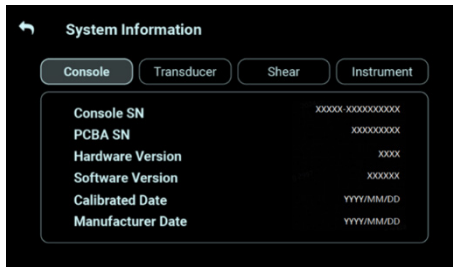 System Information
Console Transducer Shear Instrument
Console SN XXXXX-XXXXXXXXXX
PCBA SN XXXXXXXXX
Hardware Version XXXX
Software Version XXXXXX
Calibrated Date YYYY/MM/DD
Manufacturer Date YYYY/MM/DD